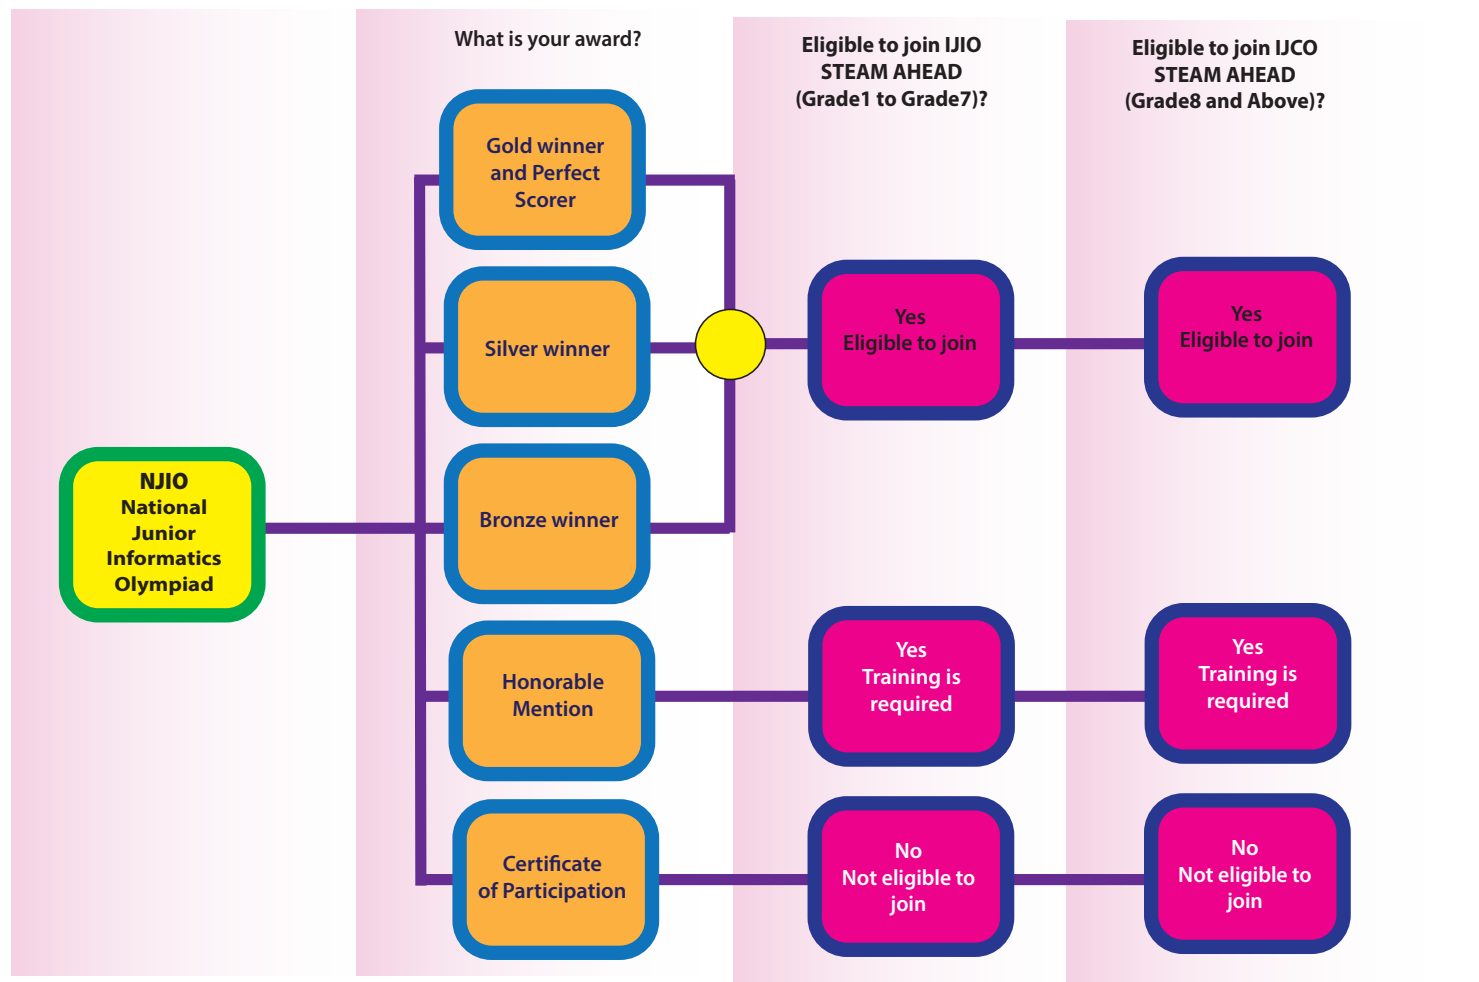 What is your award?
Eligible to join IJIO
STEAM AHEAD
(Grade1 to Grade7)?
Eligible to join IJCO
STEAM AHEAD
(Grade8 and Above)?
NJIO
National
Junior
Informatics
Olympiad
Gold winner
and Perfect
Scorer
Silver winner
Bronze winner
Honorable
Mention
Certificate
of Participation
Yes
Eligible to join
Yes
Eligible to join
Yes
Training is
required
Yes
Training is
required
No
Not eligible to
join
No
Not eligible to
join